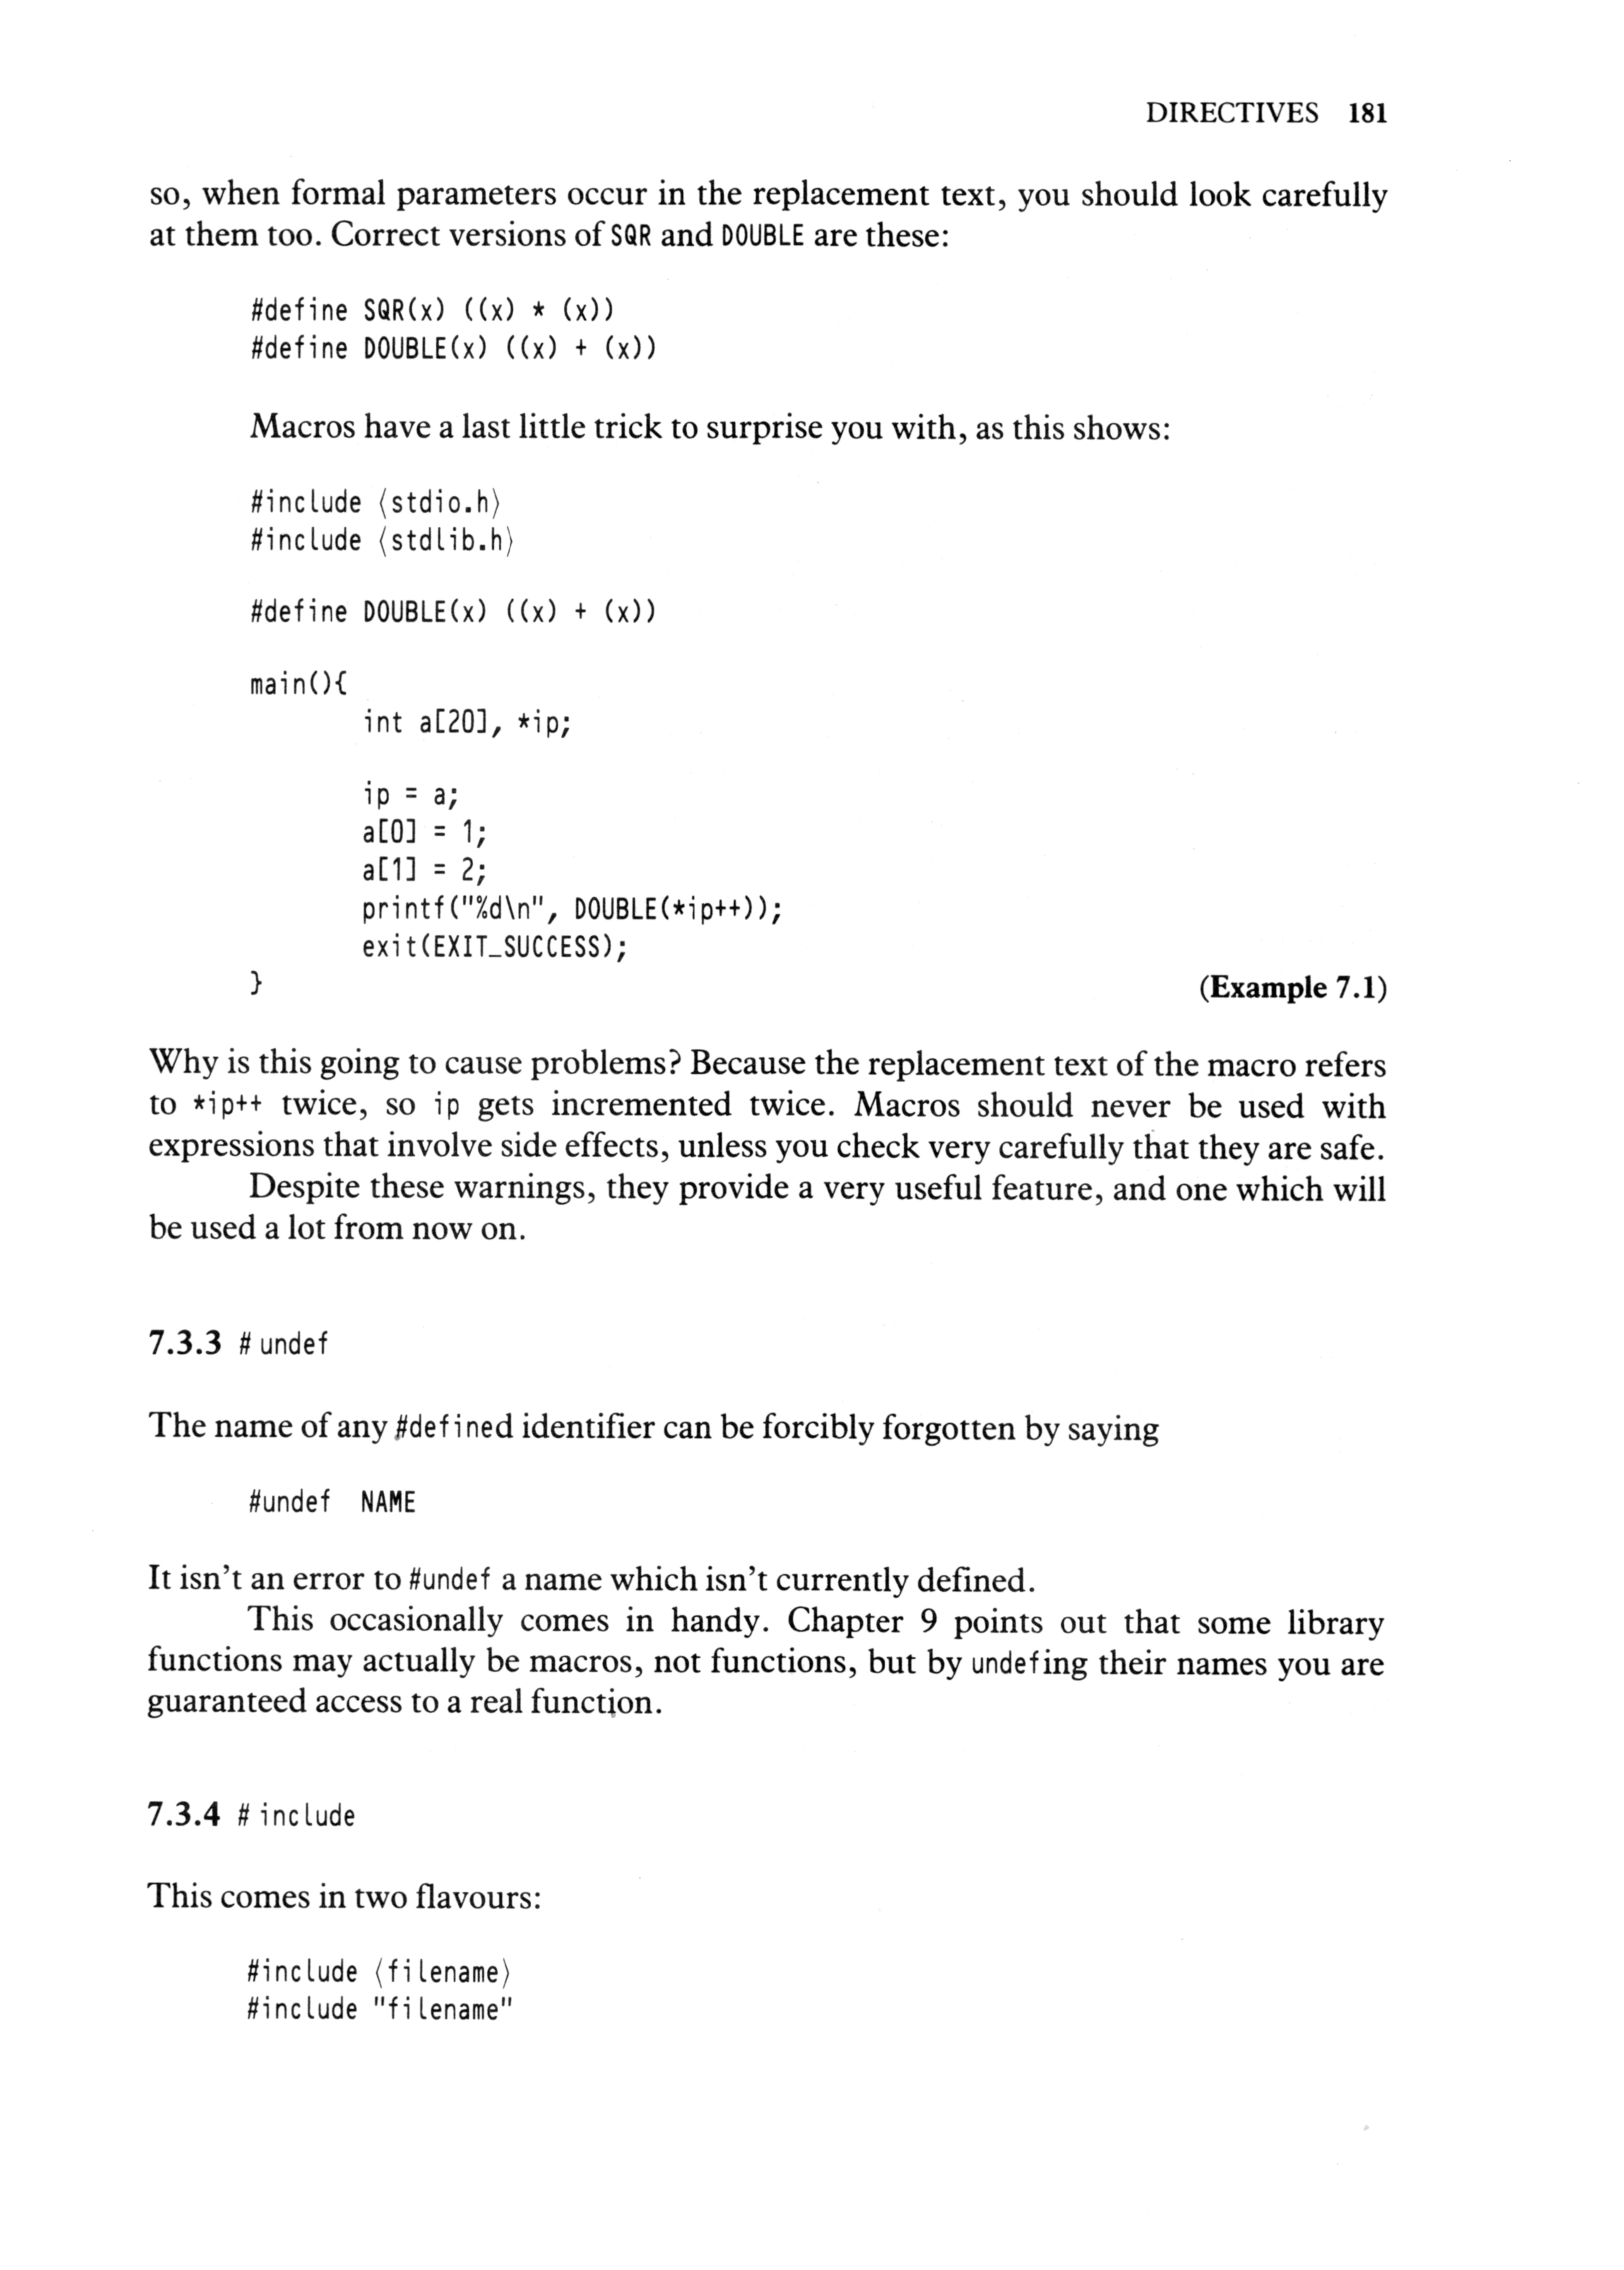 DIRECTIVES 181
so, when formal parameters occur in the replacement text, you should look carefully
at them too. Correct versions of SQR and DOUBLE are these:
#define SQR(x) ((x) * (x))
#define DOUBLE(x) ((x) + (x))
Macros have a last little trick to surprise you with, as this shows:
#include ⟨stdio.h⟩
#include ⟨stdlib.h⟩
#define DOUBLE(x) ((x) + (x))
main(){
int a[20], *ip;
ip = a;
a[0] = 1;
a[1] = 2;
printf("%d\n", DOUBLE(*ip++));
exit(EXIT_SUCCESS);
}
(Example 7.1)
Why is this going to cause problems? Because the replacement text of the macro refers
to *ip++ twice, so ip gets incremented twice. Macros should never be used with
expressions that involve side effects, unless you check very carefully that they are safe.
Despite these warnings, they provide a very useful feature, and one which will
be used a lot from now on.
7.3.3 # undef
The name of any #defined identifier can be forcibly forgotten by saying
#undef NAME
It isn't an error to #undef a name which isn't currently defined.
This occasionally comes in handy. Chapter 9 points out that some library
functions may actually be macros, not functions, but by undefing their names you are
guaranteed access to a real function.
7.3.4 # include
This comes in two flavours:
#include ⟨filename⟩
#include "filename"